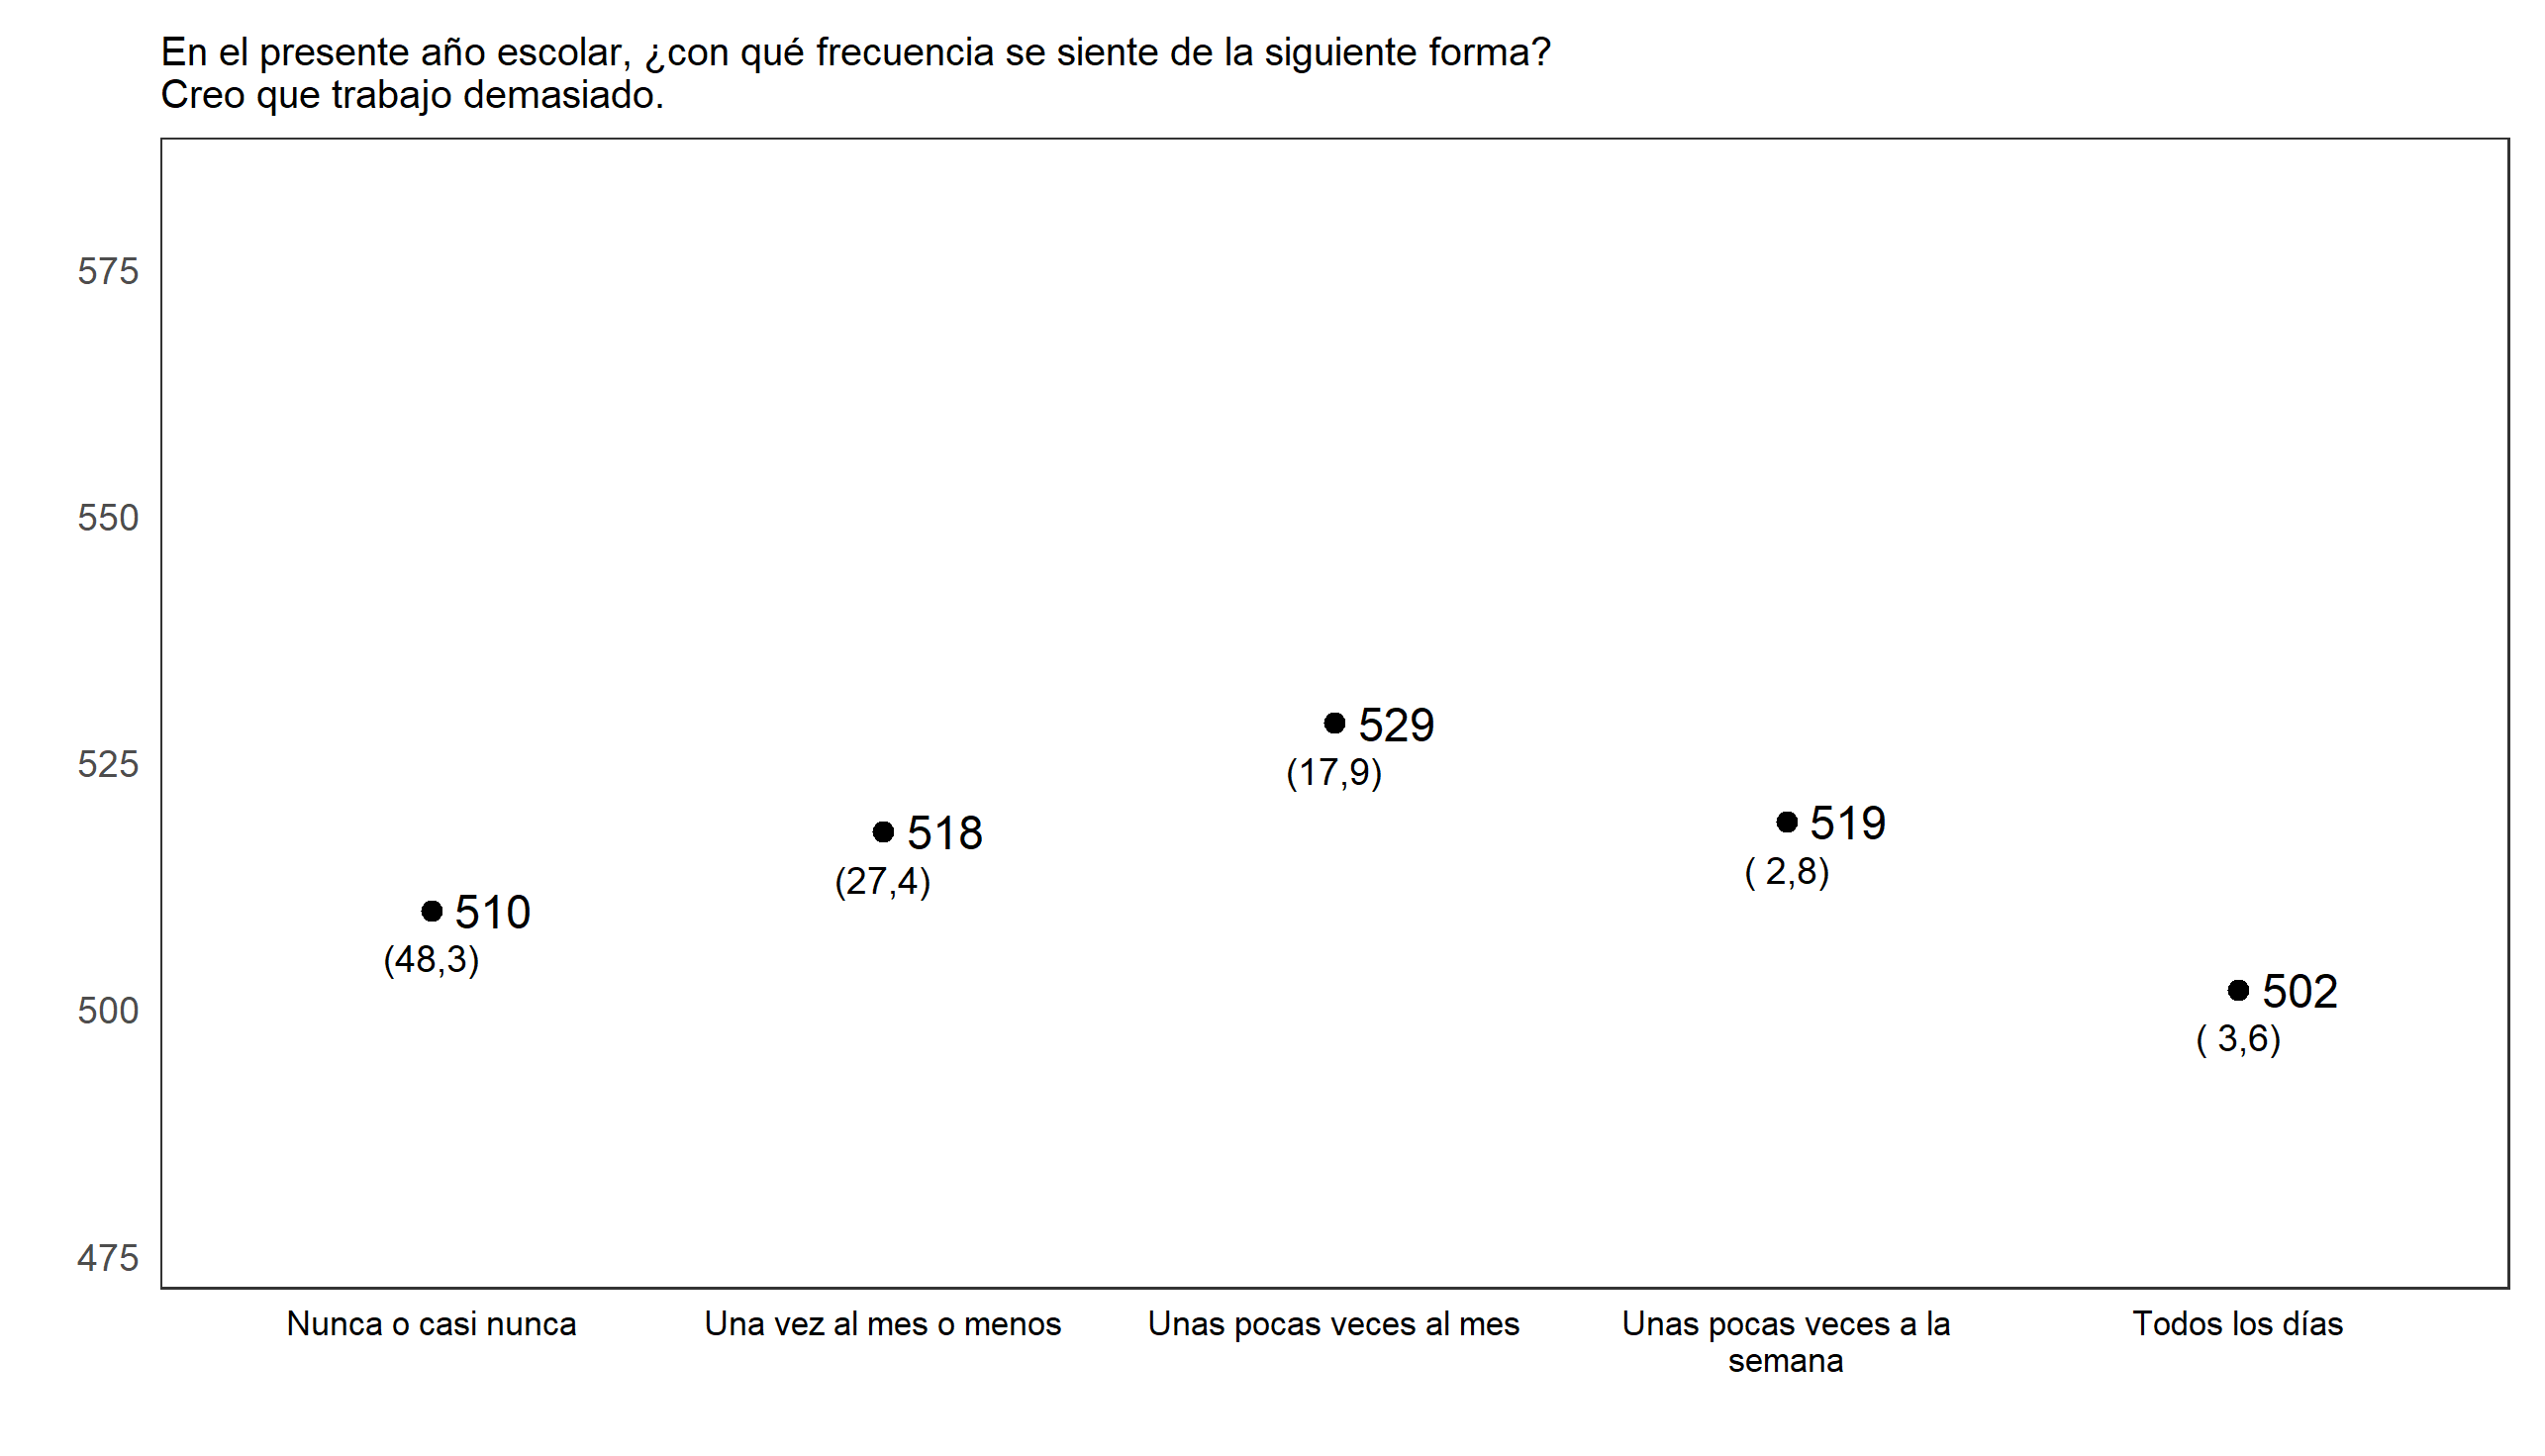 En el presente año escolar, ¿con qué frecuencia se siente de la siguiente forma?
Creo que trabajo demasiado.
575
550
525
500
475
529
(17,9)
519
( 2,8)
518
(27,4)
510
(48,3)
502
( 3,6)
Nunca o casi nunca
Una vez al mes o menos
Unas pocas veces al mes
Unas pocas veces a la
semana
Todos los días